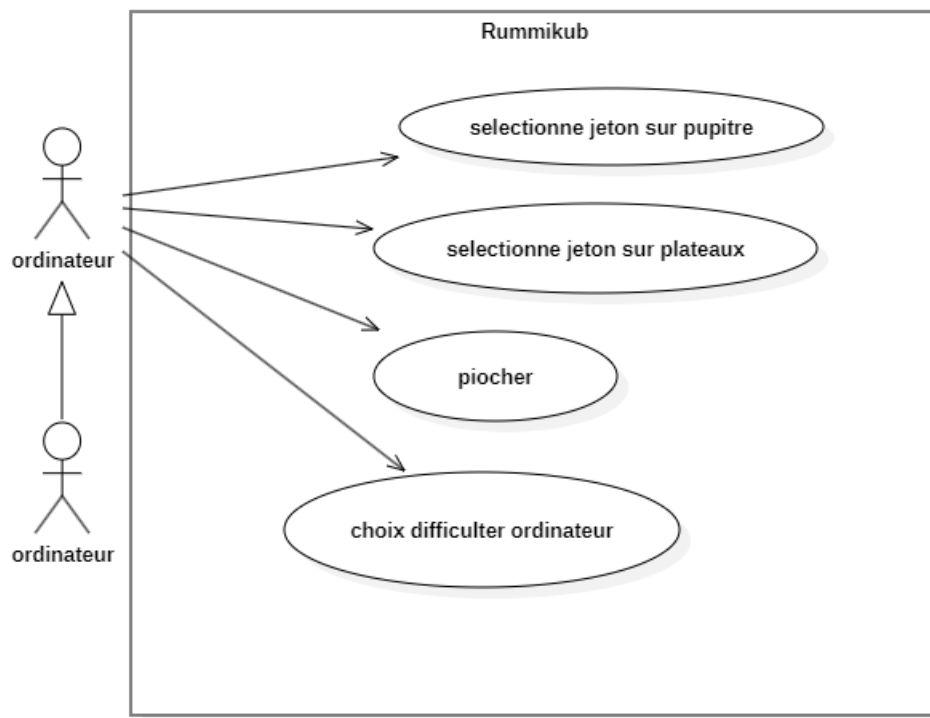 Rummikub
selectionne jeton sur pupitre
ordinateur
selectionne jeton sur plateaux
piocher
choix difficulter ordinateur
ordinateur